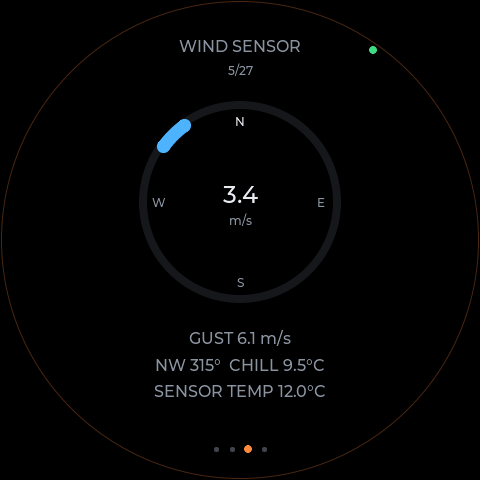 WIND SENSOR
5/27
N
W
E
3.4
m/s
S
GUST 6.1 m/s
NW 315°  CHILL 9.5°C
SENSOR TEMP 12.0°C